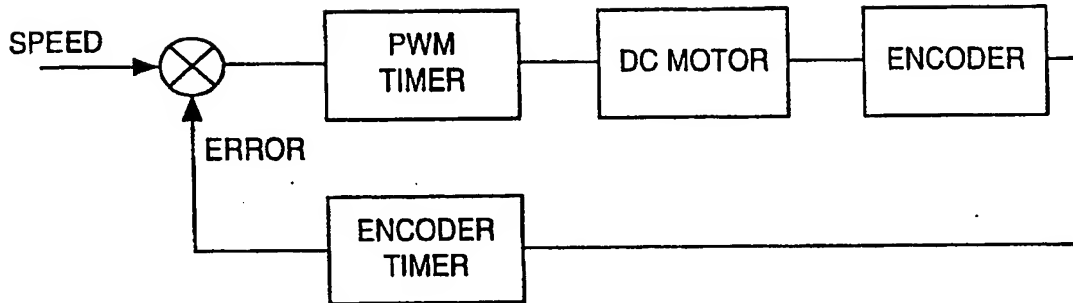 SPEED
PWM
TIMER
DC MOTOR
ENCODER
ERROR
ENCODER
TIMER